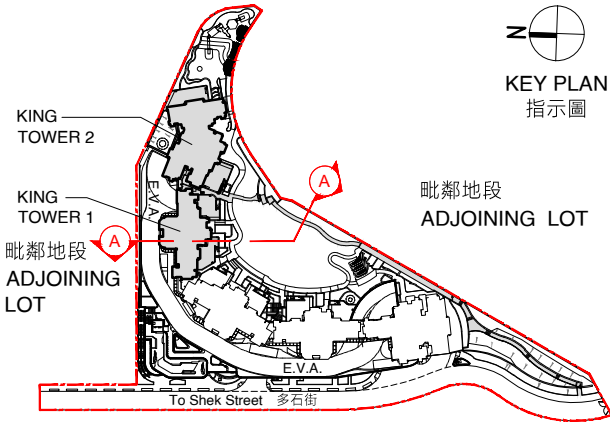 N
KEY PLAN
指示圖
KING
TOWER 2
E.V.A.
A
毗鄰地段
ADJOINING LOT
KING
TOWER 1
A
毗鄰地段
ADJOINING
LOT
E.V.A.
To Shek Street 多石街